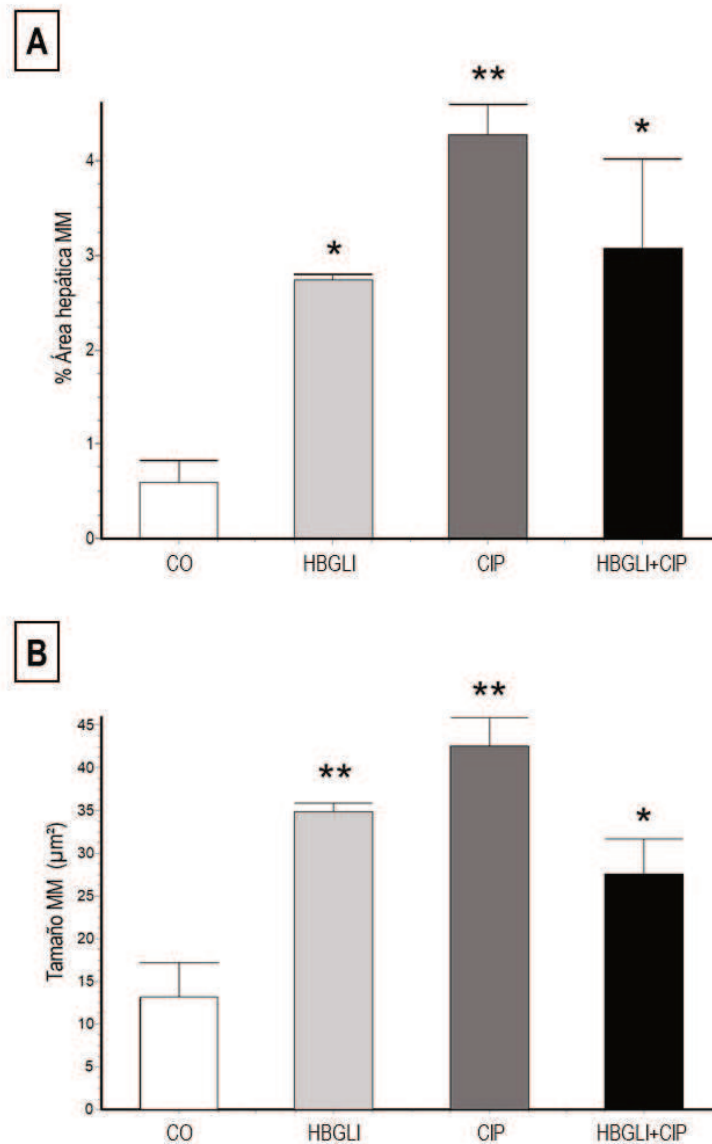 A
**
*
*
4
3
2
1
0
% Área hepática MM
CO
HBGLI
CIP
HBGLI+CIP
B
**
**
*
45
40
35
30
25
20
15
10
5
0
Tamaño MM (µm²)
CO
HBGLI
CIP
HBGLI+CIP